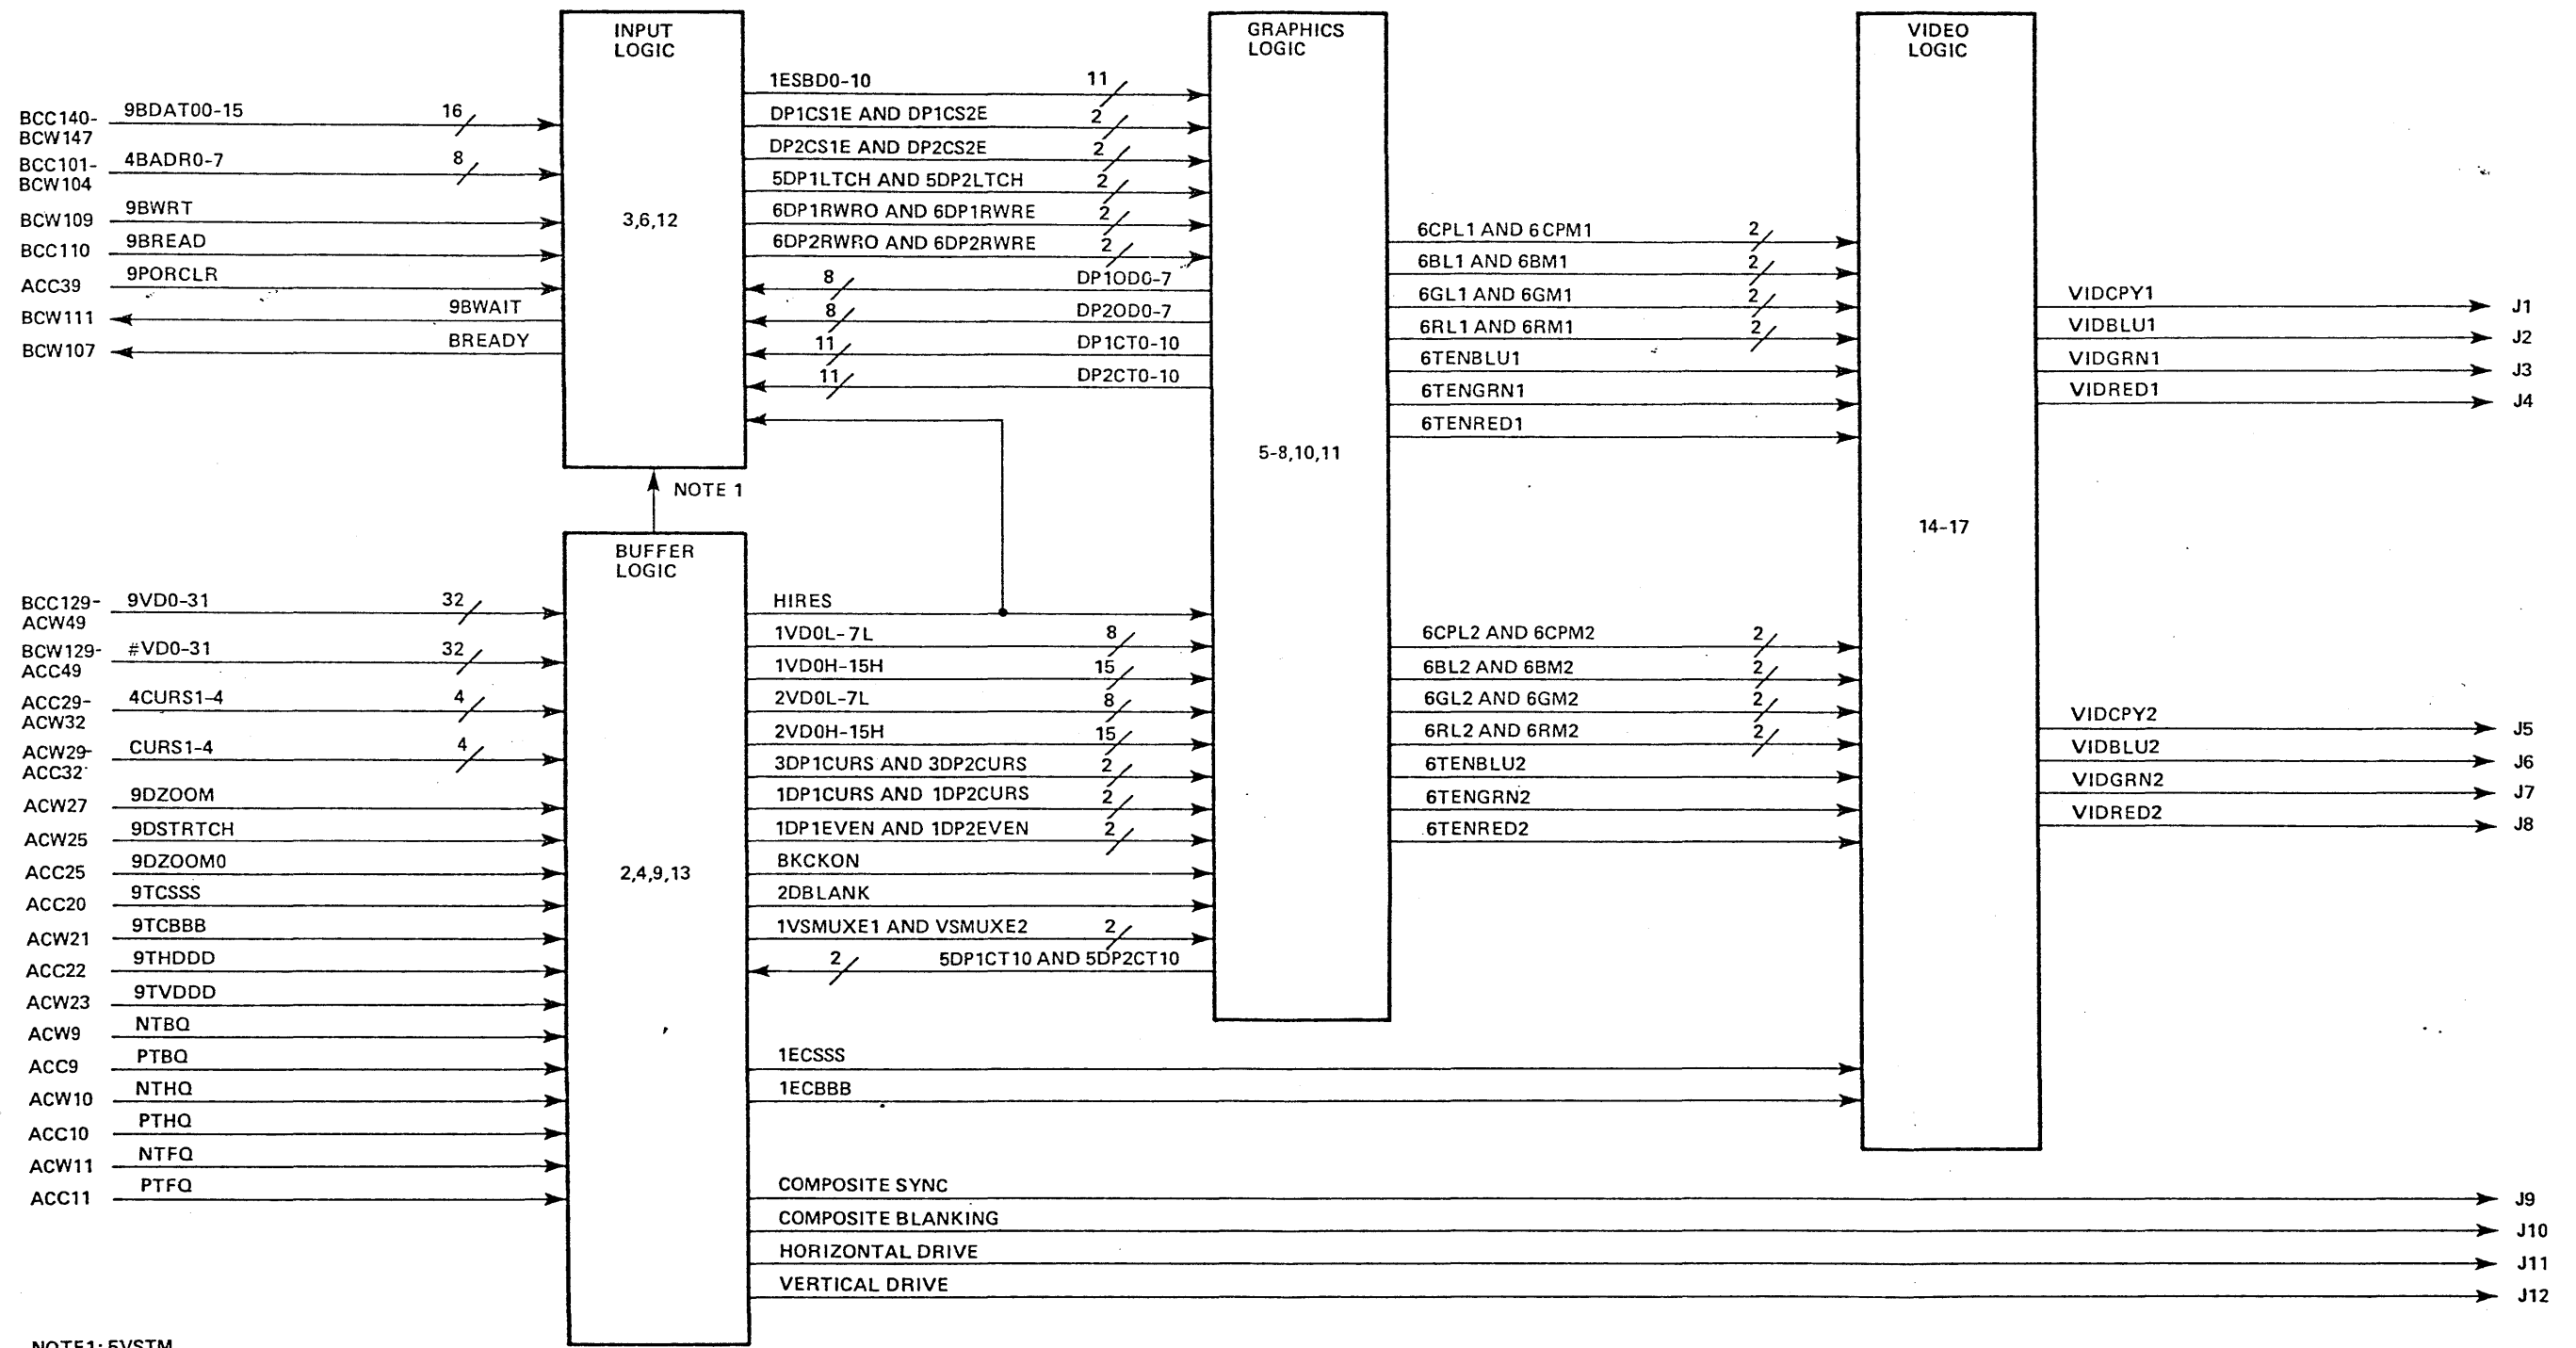 INPUT
LOGIC
GRAPHICS
LOGIC
VIDEO
LOGIC
BCC140-
BCW147
9BDAT00-15
16
BCC101-
BCW104
4BADR0-7
8
BCW109
9BWRT
BCC110
9BREAD
ACC39
9PORCLR
BCW111
9BWAIT
BCW107
BREADY
3,6,12
1ESBD0-10
11
DP1CS1E AND DP1CS2E
2
DP2CS1E AND DP2CS2E
2
5DP1LTCH AND 5DP2LTCH
2
6DP1RWRO AND 6DP1RWRE
2
6DP2RWRO AND 6DP2RWRE
2
8
DP1OD0-7
8
DP2OD0-7
11
DP1CT0-10
11
DP2CT0-10
5-8,10,11
6CPL1 AND 6CPM1
2
6BL1 AND 6BM1
2
6GL1 AND 6GM1
2
6RL1 AND 6RM1
2
6TENBLU1
6TENGRN1
6TENRED1
14-17
VIDCPY1
J1
VIDBLU1
J2
VIDGRN1
J3
VIDRED1
J4
NOTE 1
BUFFER
LOGIC
BCC129-
ACW49
9VD0-31
32
BCW129-
ACC49
#VD0-31
32
ACC29-
ACW32
4CURS1-4
4
ACW29-
ACC32
CURS1-4
4
ACW27
9DZOOM
ACW25
9DSTRTCH
ACC25
9DZOOM0
ACC20
9TCSSS
ACW21
9TCBBB
ACC22
9THDDD
ACW23
9TVDDD
ACW9
NTBQ
ACC9
PTBQ
ACW10
NTHQ
ACC10
PTHQ
ACW11
NTFQ
ACC11
PTFQ
2,4,9,13
HIRES
1VD0L-7L
8
1VD0H-15H
15
2VD0L-7L
8
2VD0H-15H
15
3DP1CURS AND 3DP2CURS
2
1DP1CURS AND 1DP2CURS
2
1DP1EVEN AND 1DP2EVEN
2
BKCKON
2DBLANK
1VSMUXE1 AND VSMUXE2
2
2
5DP1CT10 AND 5DP2CT10
1ECSSS
1ECBBB
6CPL2 AND 6CPM2
2
6BL2 AND 6BM2
2
6GL2 AND 6GM2
2
6RL2 AND 6RM2
2
6TENBLU2
6TENGRN2
6TENRED2
VIDCPY2
J5
VIDBLU2
J6
VIDGRN2
J7
VIDRED2
J8
COMPOSITE SYNC
J9
COMPOSITE BLANKING
J10
HORIZONTAL DRIVE
J11
VERTICAL DRIVE
J12
NOTE1: 5VSTM